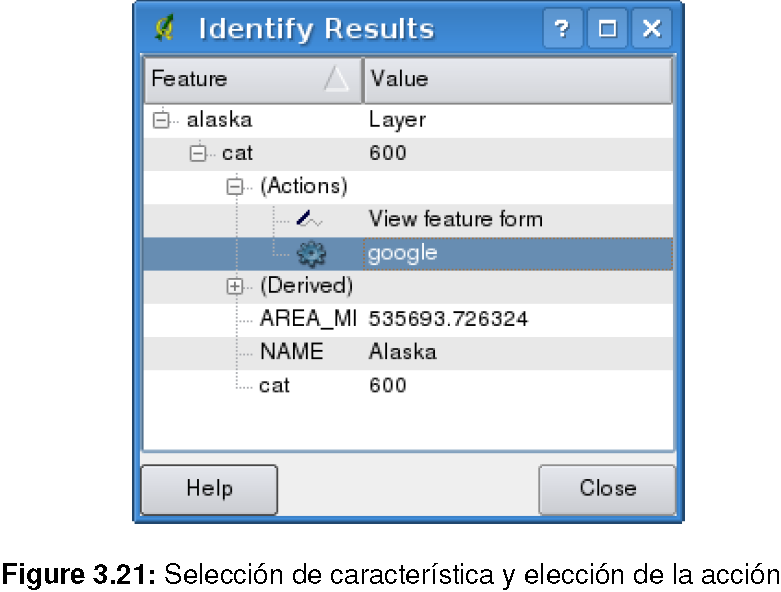 Identify Results
Feature Value
alaska Layer
cat 600
(Actions)
View feature form
google
(Derived)
AREA_MI 535693.726324
NAME Alaska
cat 600
Help Close
Figure 3.21: Selección de característica y elección de la acción